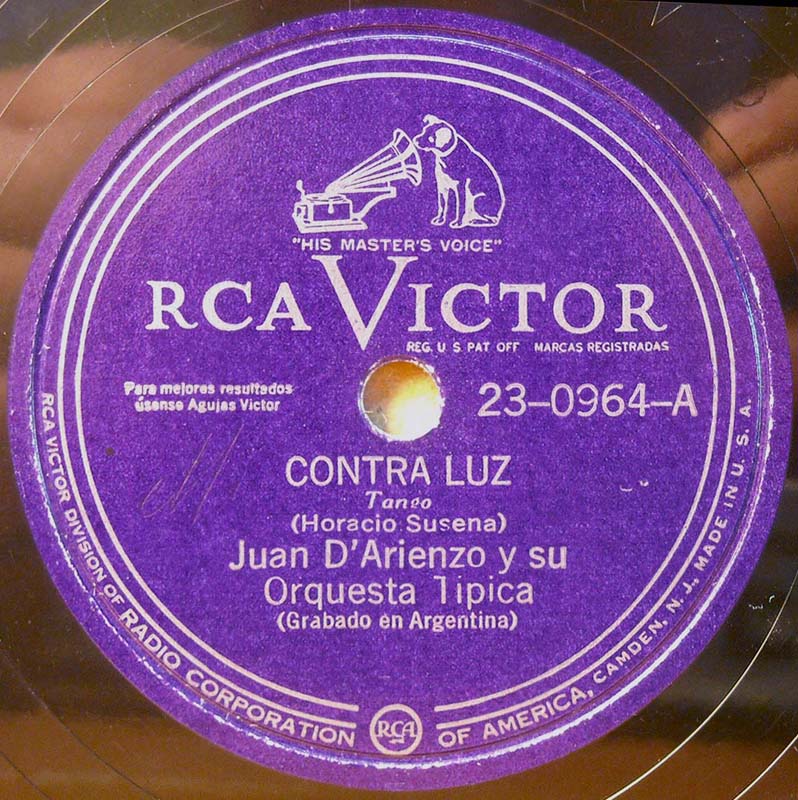 "HIS MASTER'S VOICE"
RCA VICTOR
REG. U S PAT OFF MARCAS REGISTRADAS
Para mejores resultados
úsense Agujas Victor
23-0964-A
CONTRA LUZ
Tango
(Horacio Susena)
Juan D'Arienzo y su
Orquesta Tipica
(Grabado en Argentina)
RCA VICTOR DIVISION OF RADIO CORPORATION OF AMERICA, CAMDEN, N. J., MADE IN U. S. A.
RCA